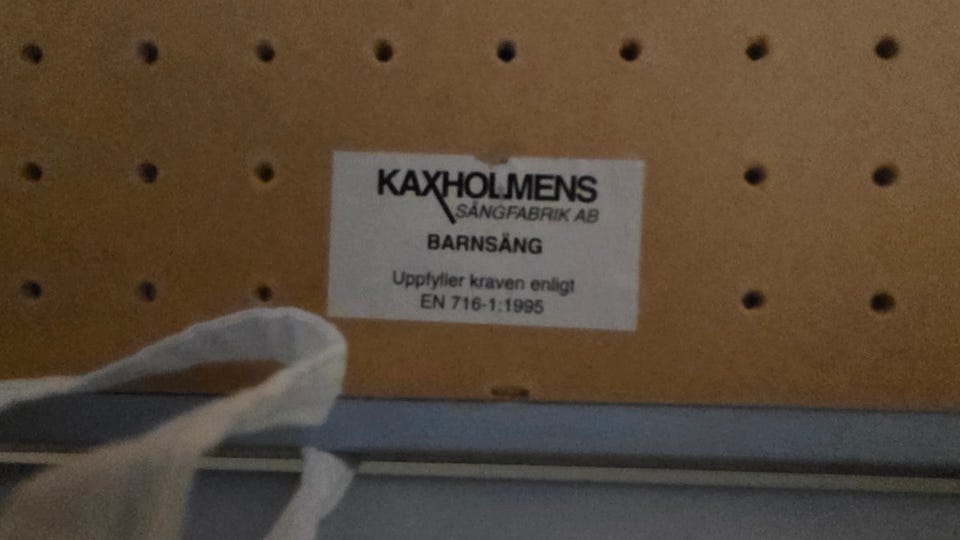 KAXHOLMENS
SÄNGFABRIK AB
BARNSÄNG
Uppfyller kraven enligt
EN 716-1:1995